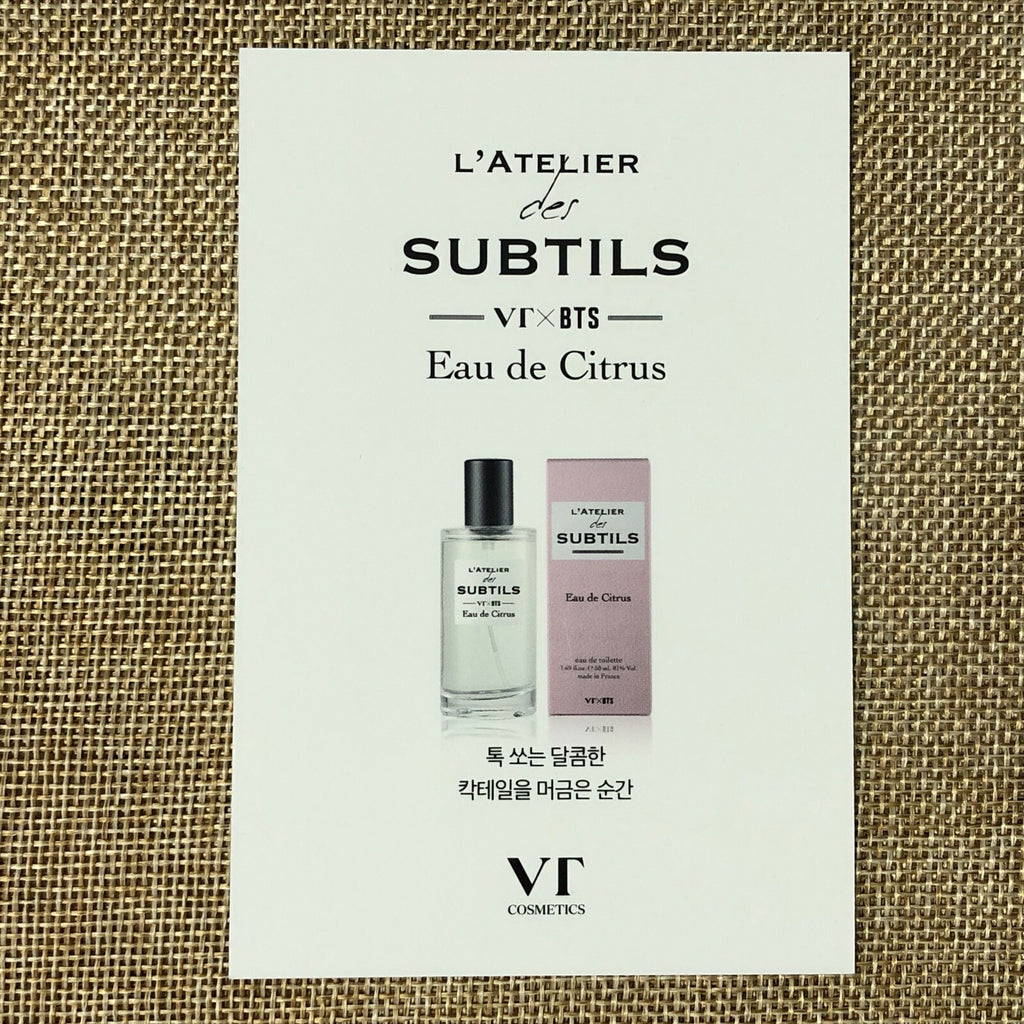 L'ATELIER
des
SUBTILS
VT×BTS
Eau de Citrus
L'ATELIER
des
SUBTILS
VT×BTS
Eau de Citrus
L'ATELIER
des
SUBTILS
Eau de Citrus
eau de toilette
made in France
VT×BTS
톡 쏘는 달콤한
칵테일을 머금은 순간
VT
COSMETICS